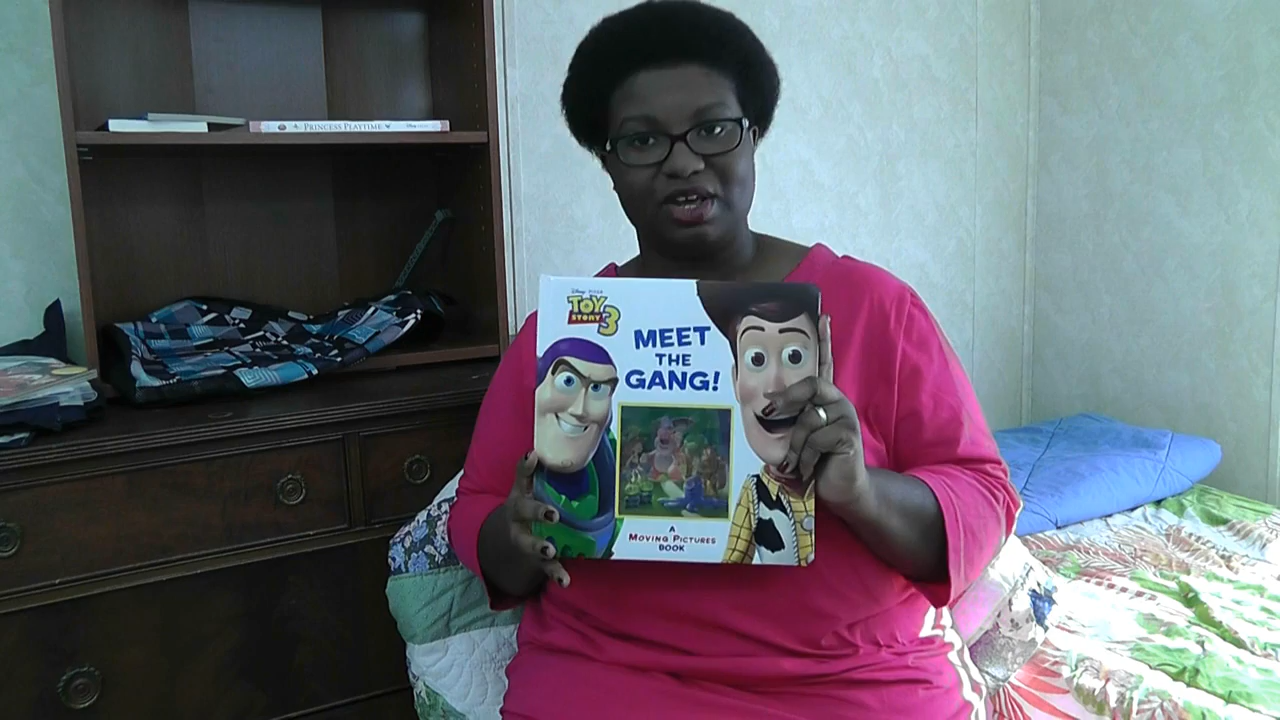 PRINCESS PLAYTIME
Disney PIXAR
TOY
STORY 3
MEET
THE
GANG!
A
MOVING PICTURES
BOOK